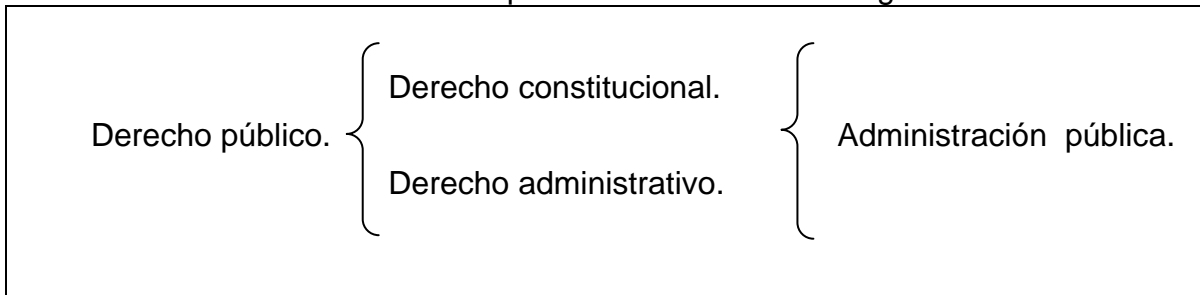 Derecho constitucional.
Derecho público.
Administración pública.
Derecho administrativo.